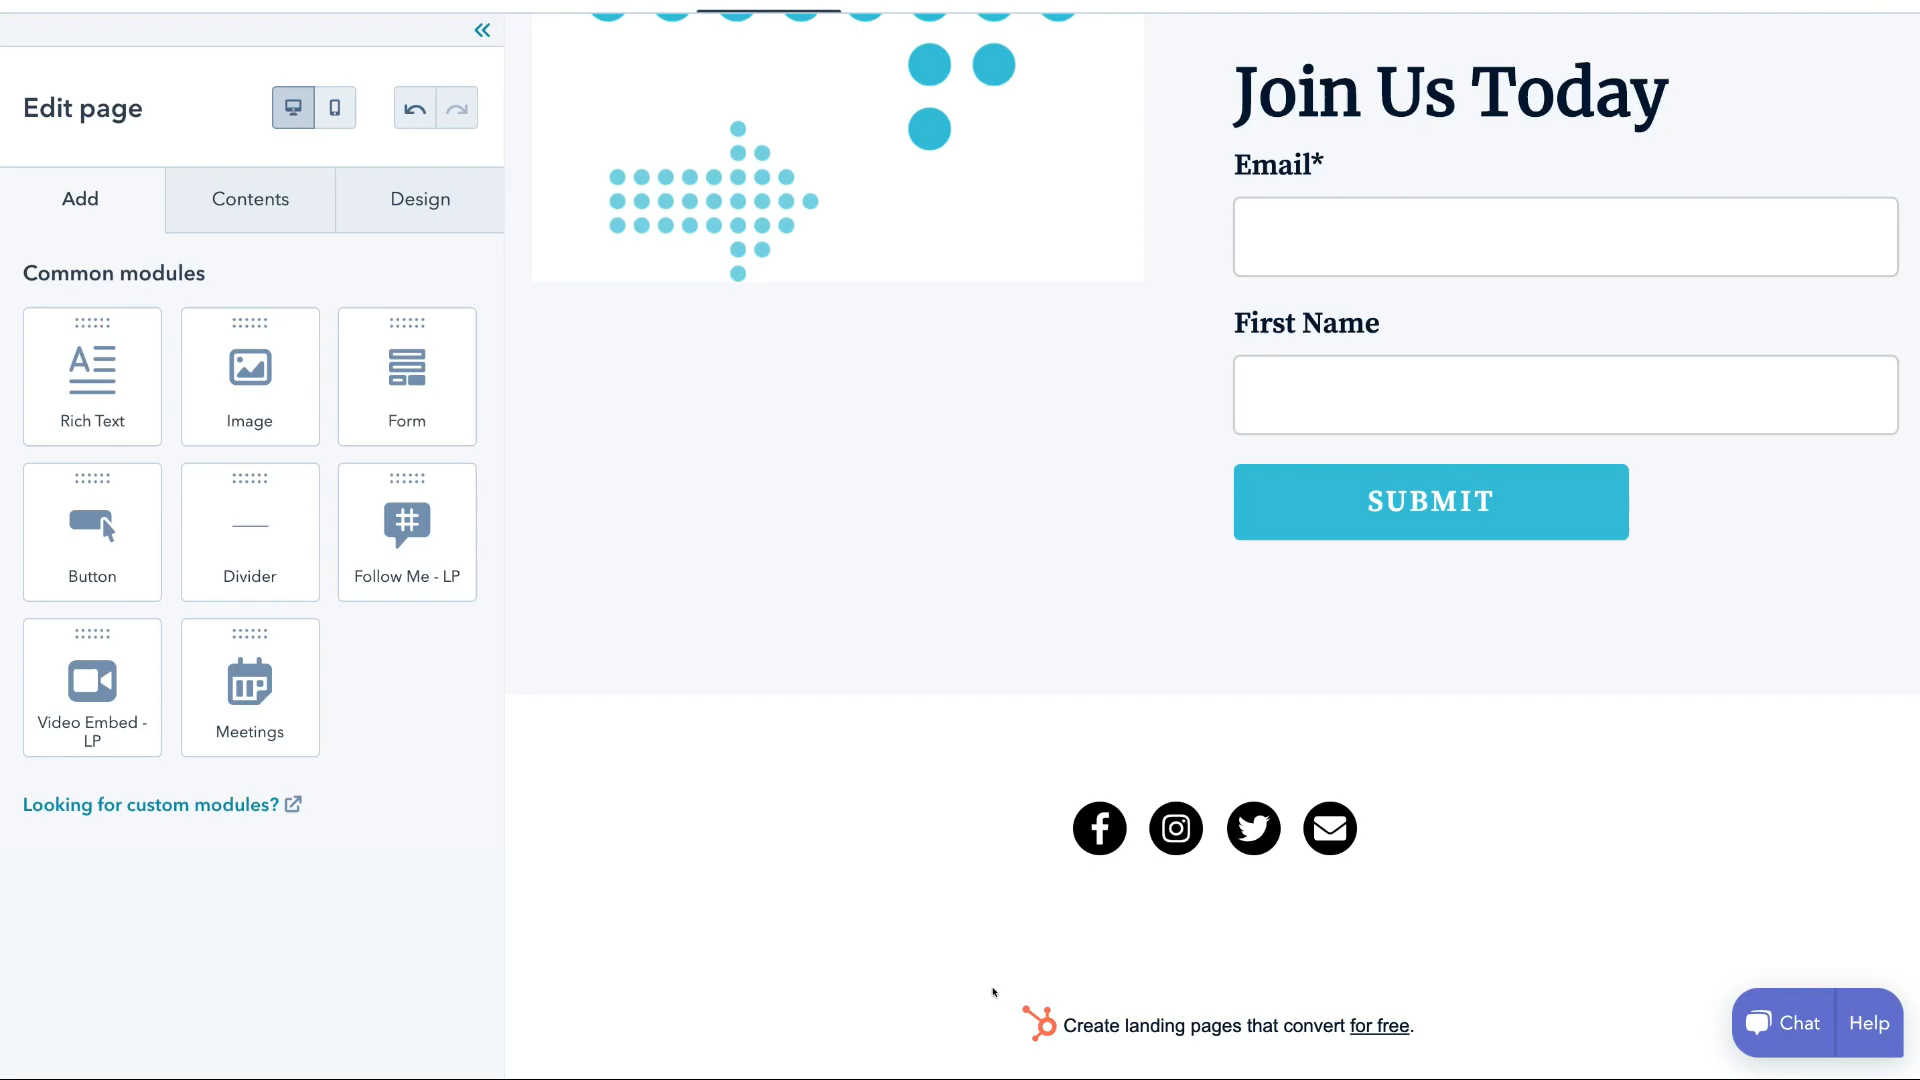 Edit page
Add
Contents
Design
Common modules
Rich Text
Image
Form
Button
Divider
Follow Me - LP
Video Embed -
LP
Meetings
Looking for custom modules?
Join Us Today
Email*
First Name
SUBMIT
Create landing pages that convert for free.
Chat
Help